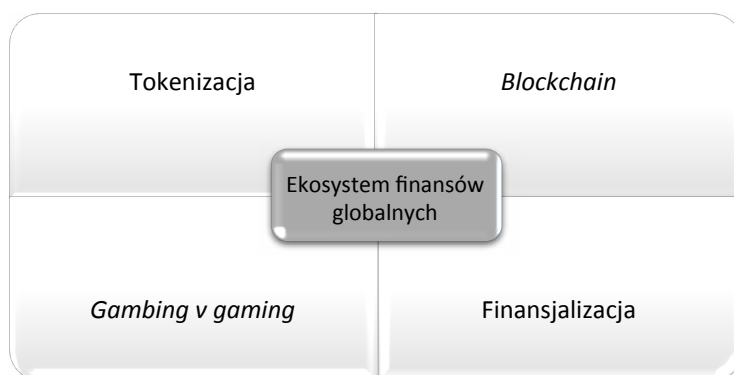 Tokenizacja
Blockchain
Ekosystem finansów
globalnych
Gambing v gaming
Finansjalizacja